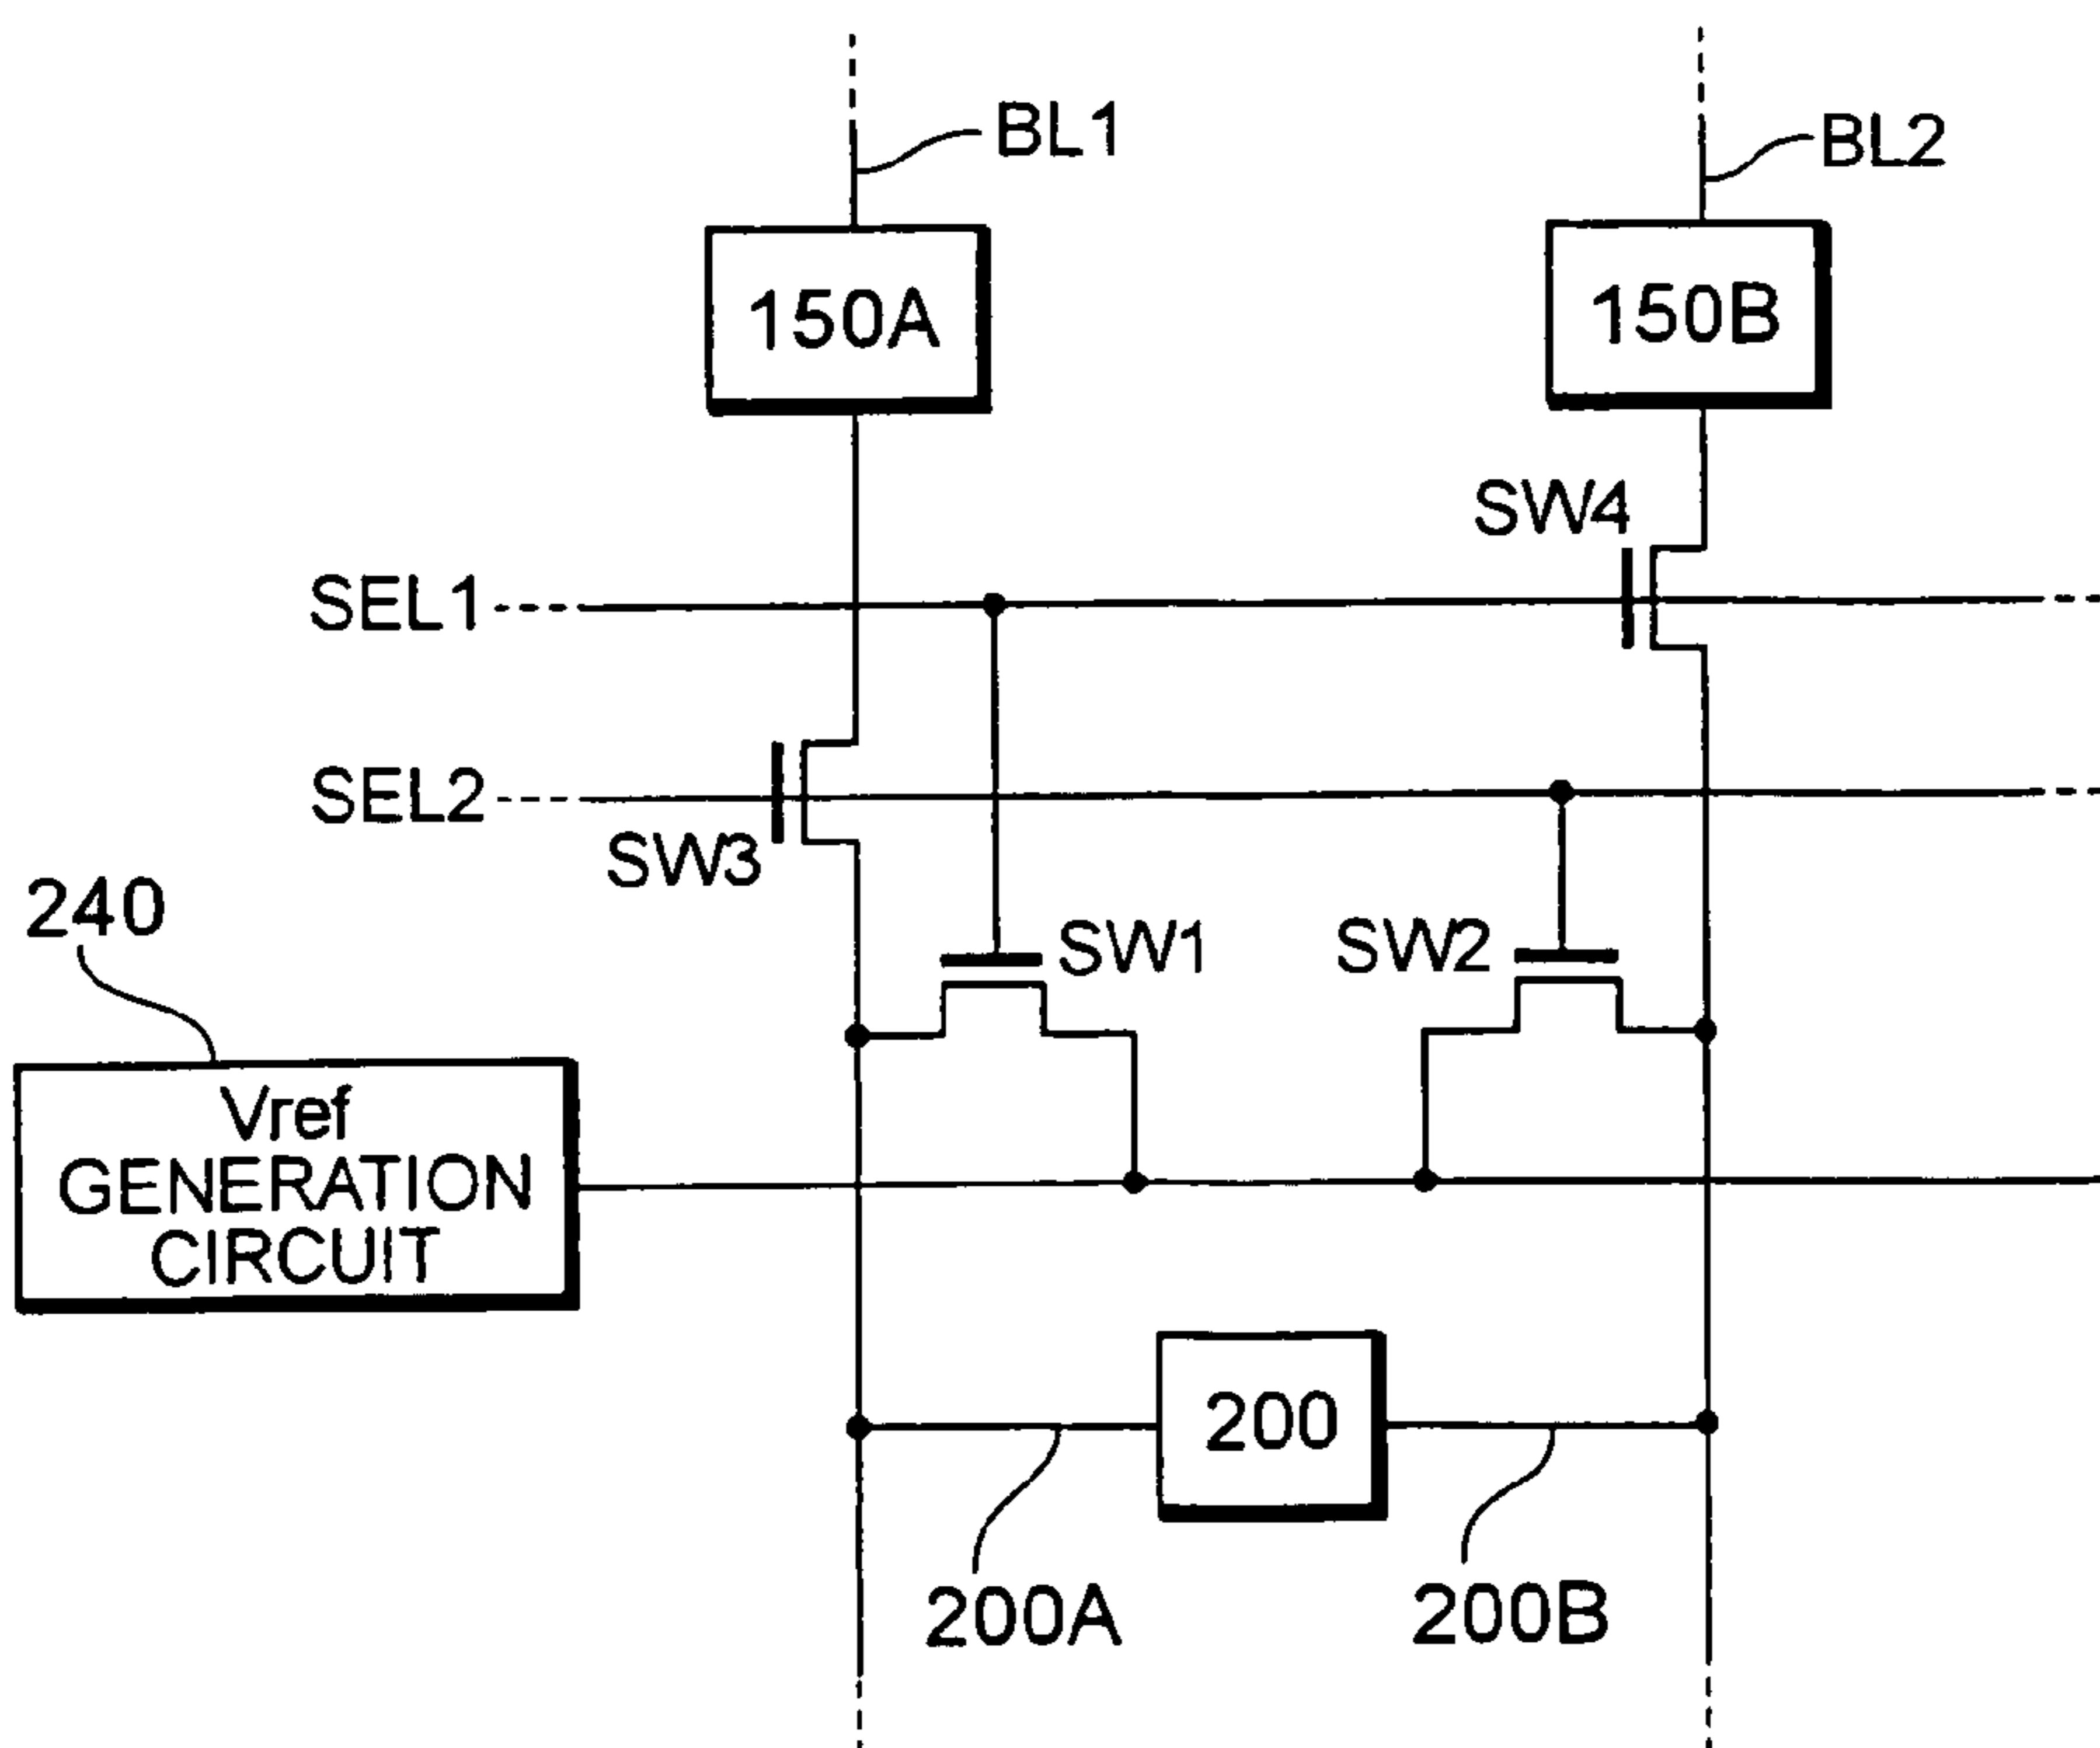 BL1
BL2
150A
150B
SW4
SEL1
SEL2
SW3
240
SW1
SW2
Vref
GENERATION
CIRCUIT
200
200A
200B